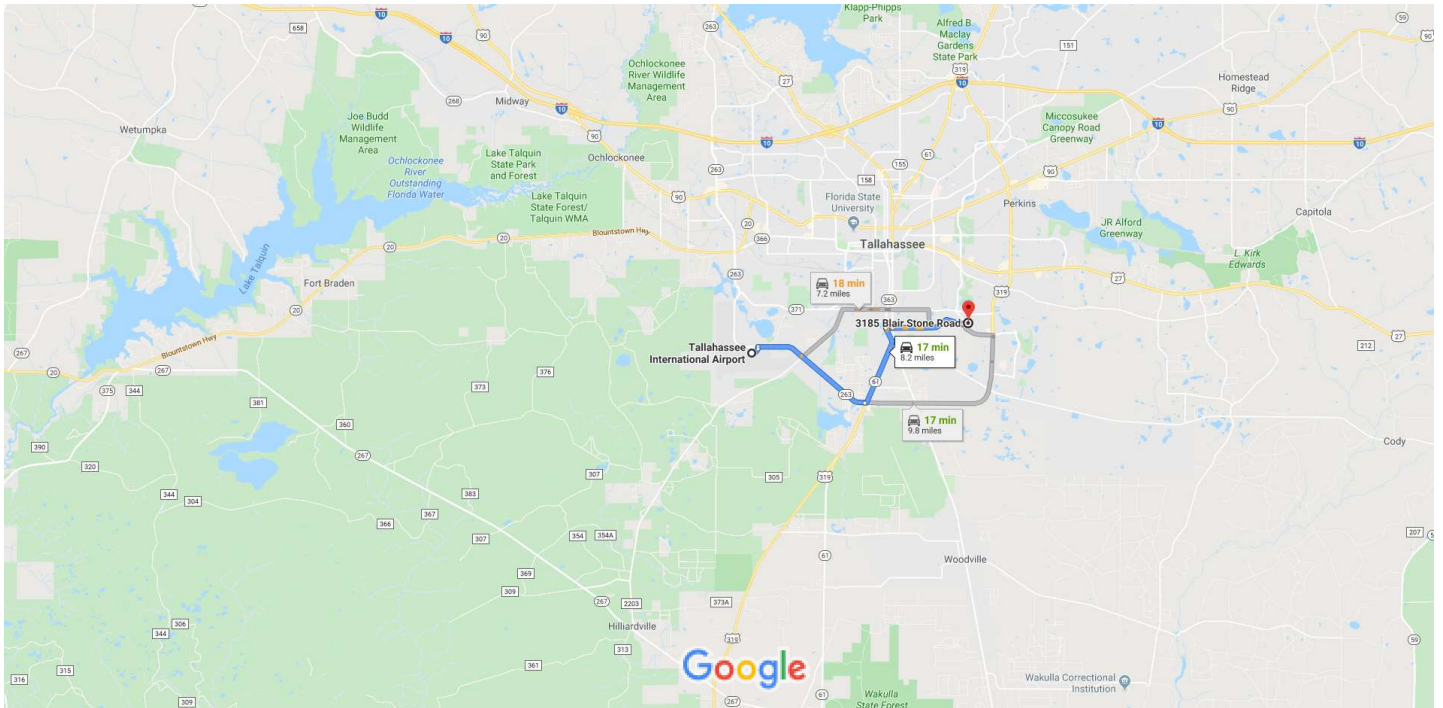 Klapp-Phipps
Park
Alfred B.
Maclay
Gardens
State Park
59
658
10
90
263
319
151
90
10
27
Ochlockonee
River Wildlife
Management
Area
Homestead
Ridge
268
Midway
10
10
Joe Budd
Wildlife
Management
Area
Miccosukee
Canopy Road
Greenway
10
Wetumpka
90
10
61
10
Lake Talquin
State Park
and Forest
Ochlockonee
Ochlockonee
River
Outstanding
Florida Water
263
155
158
90
Lake Talquin
State Forest/
Talquin WMA
90
Florida State
University
Perkins
Capitola
20
JR Alford
Greenway
Blountstown Hwy
20
366
Tallahassee
20
L. Kirk
Edwards
Lake Talquin
Fort Braden
263
27
18 min
7.2 miles
319
363
371
27
3185 Blair Stone Road
Blountstown Hwy
Tallahassee
International Airport
17 min
8.2 miles
212
20
267
376
373
375
344
61
263
381
360
17 min
9.8 miles
390
267
Cody
320
307
305
319
344
304
383
367
366
307
354
354A
207
61
Woodville
369
309
267
2203
373A
306
344
Hilliardville
319
59
313
315
361
316
Google
Wakulla Correctional
Institution
309
267
61
Wakulla
State Forest